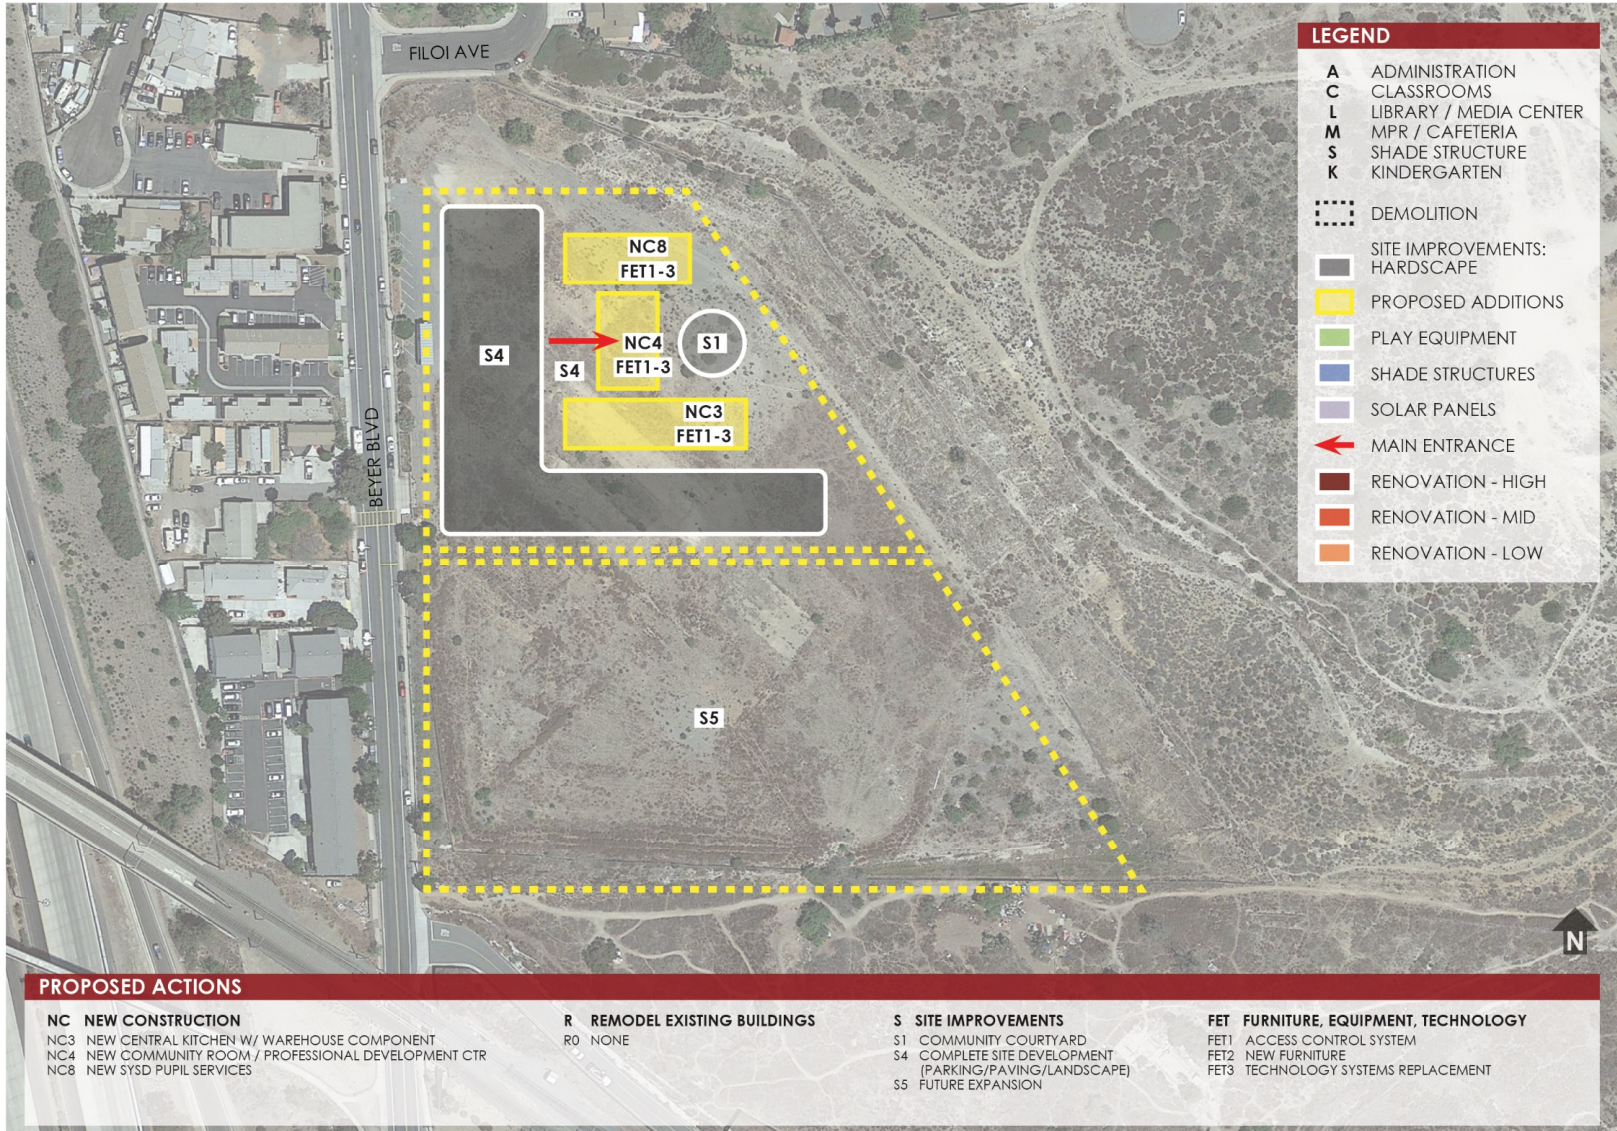 FILOI AVE
BEYER BLVD
NC8
FET1-3
NC4
FET1-3
S1
S4
S4
NC3
FET1-3
S5
LEGEND
A ADMINISTRATION
C CLASSROOMS
L LIBRARY / MEDIA CENTER
M MPR / CAFETERIA
S SHADE STRUCTURE
K KINDERGARTEN
DEMOLITION
SITE IMPROVEMENTS:
HARDSCAPE
PROPOSED ADDITIONS
PLAY EQUIPMENT
SHADE STRUCTURES
SOLAR PANELS
MAIN ENTRANCE
RENOVATION - HIGH
RENOVATION - MID
RENOVATION - LOW
N
PROPOSED ACTIONS
NC NEW CONSTRUCTION
NC3 NEW CENTRAL KITCHEN W/ WAREHOUSE COMPONENT
NC4 NEW COMMUNITY ROOM / PROFESSIONAL DEVELOPMENT CTR
NC8 NEW SYSD PUPIL SERVICES
R REMODEL EXISTING BUILDINGS
R0 NONE
S SITE IMPROVEMENTS
S1 COMMUNITY COURTYARD
S4 COMPLETE SITE DEVELOPMENT
(PARKING/PAVING/LANDSCAPE)
S5 FUTURE EXPANSION
FET FURNITURE, EQUIPMENT, TECHNOLOGY
FET1 ACCESS CONTROL SYSTEM
FET2 NEW FURNITURE
FET3 TECHNOLOGY SYSTEMS REPLACEMENT